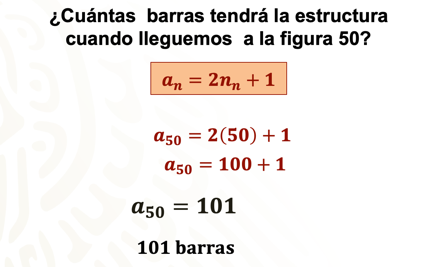 ¿Cuántas barras tendrá la estructura
cuando lleguemos a la figura 50?
aₙ = 2nₙ + 1
a₅₀ = 2(50) + 1
a₅₀ = 100 + 1
a₅₀ = 101
101 barras